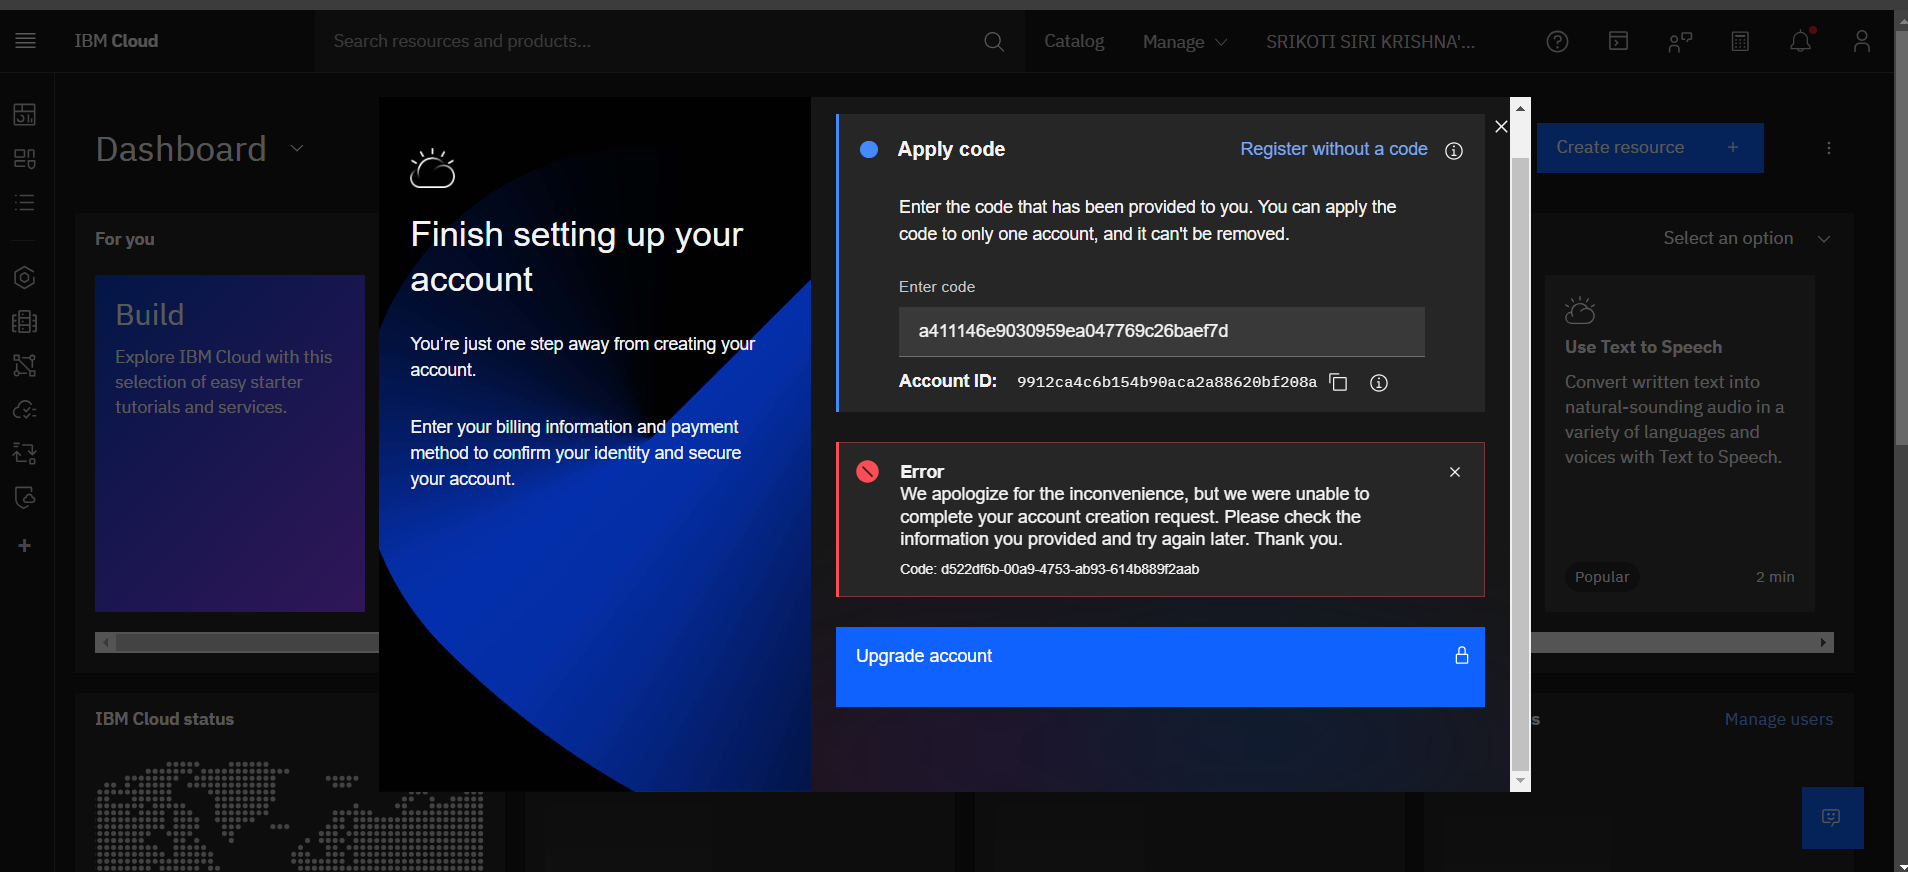 IBM Cloud
Search resources and products...
Catalog
Manage
SRIKOTI SIRI KRISHNA'...
Dashboard
Create resource +
For you
Select an option
Build
Explore IBM Cloud with this
selection of easy starter
tutorials and services.
Finish setting up your
account
You're just one step away from creating your
account.
Enter your billing information and payment
method to confirm your identity and secure
your account.
Apply code
Register without a code
Enter the code that has been provided to you. You can apply the
code to only one account, and it can't be removed.
Enter code
a411146e9030959ea047769c26baef7d
Account ID: 9912ca4c6b154b90aca2a88620bf208a
Error
We apologize for the inconvenience, but we were unable to
complete your account creation request. Please check the
information you provided and try again later. Thank you.
Code: d522df6b-00a9-4753-ab93-614b889f2aab
Upgrade account
Use Text to Speech
Convert written text into
natural-sounding audio in a
variety of languages and
voices with Text to Speech.
Popular
2 min
IBM Cloud status
s
Manage users